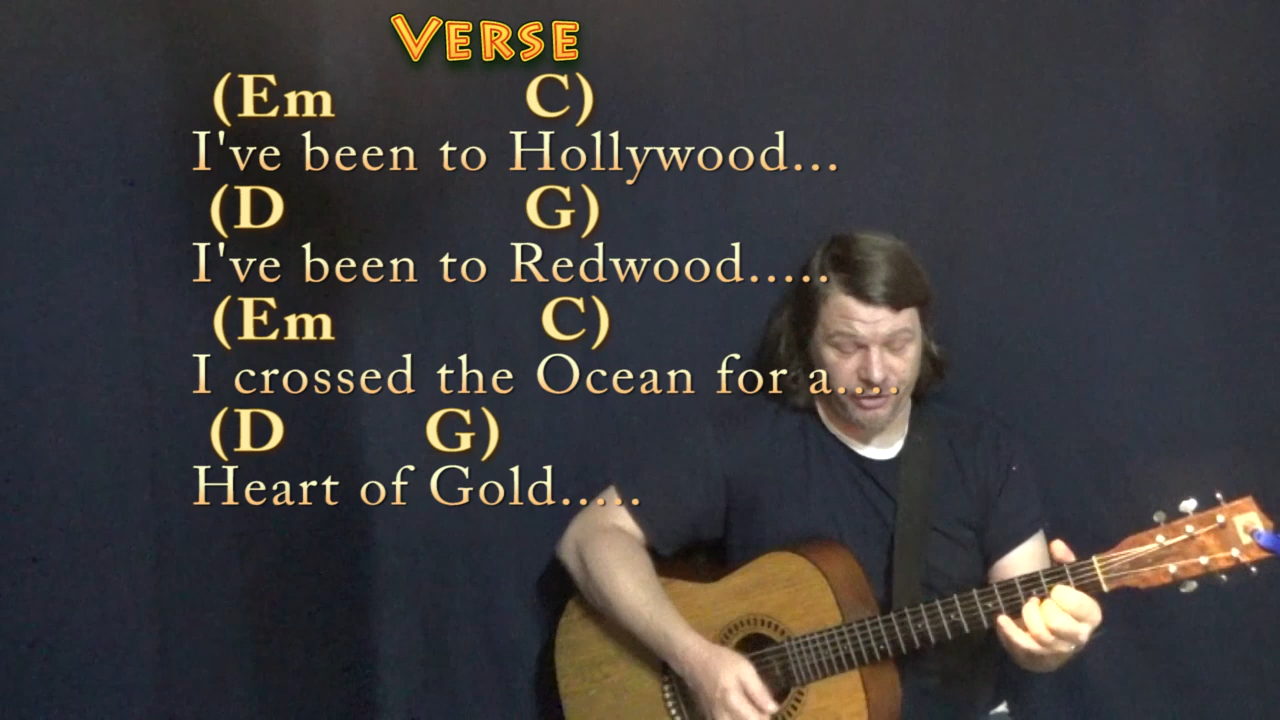 VERSE
(Em C)
I've been to Hollywood...
(D G)
I've been to Redwood.....
(Em C)
I crossed the Ocean for a....
(D G)
Heart of Gold.....